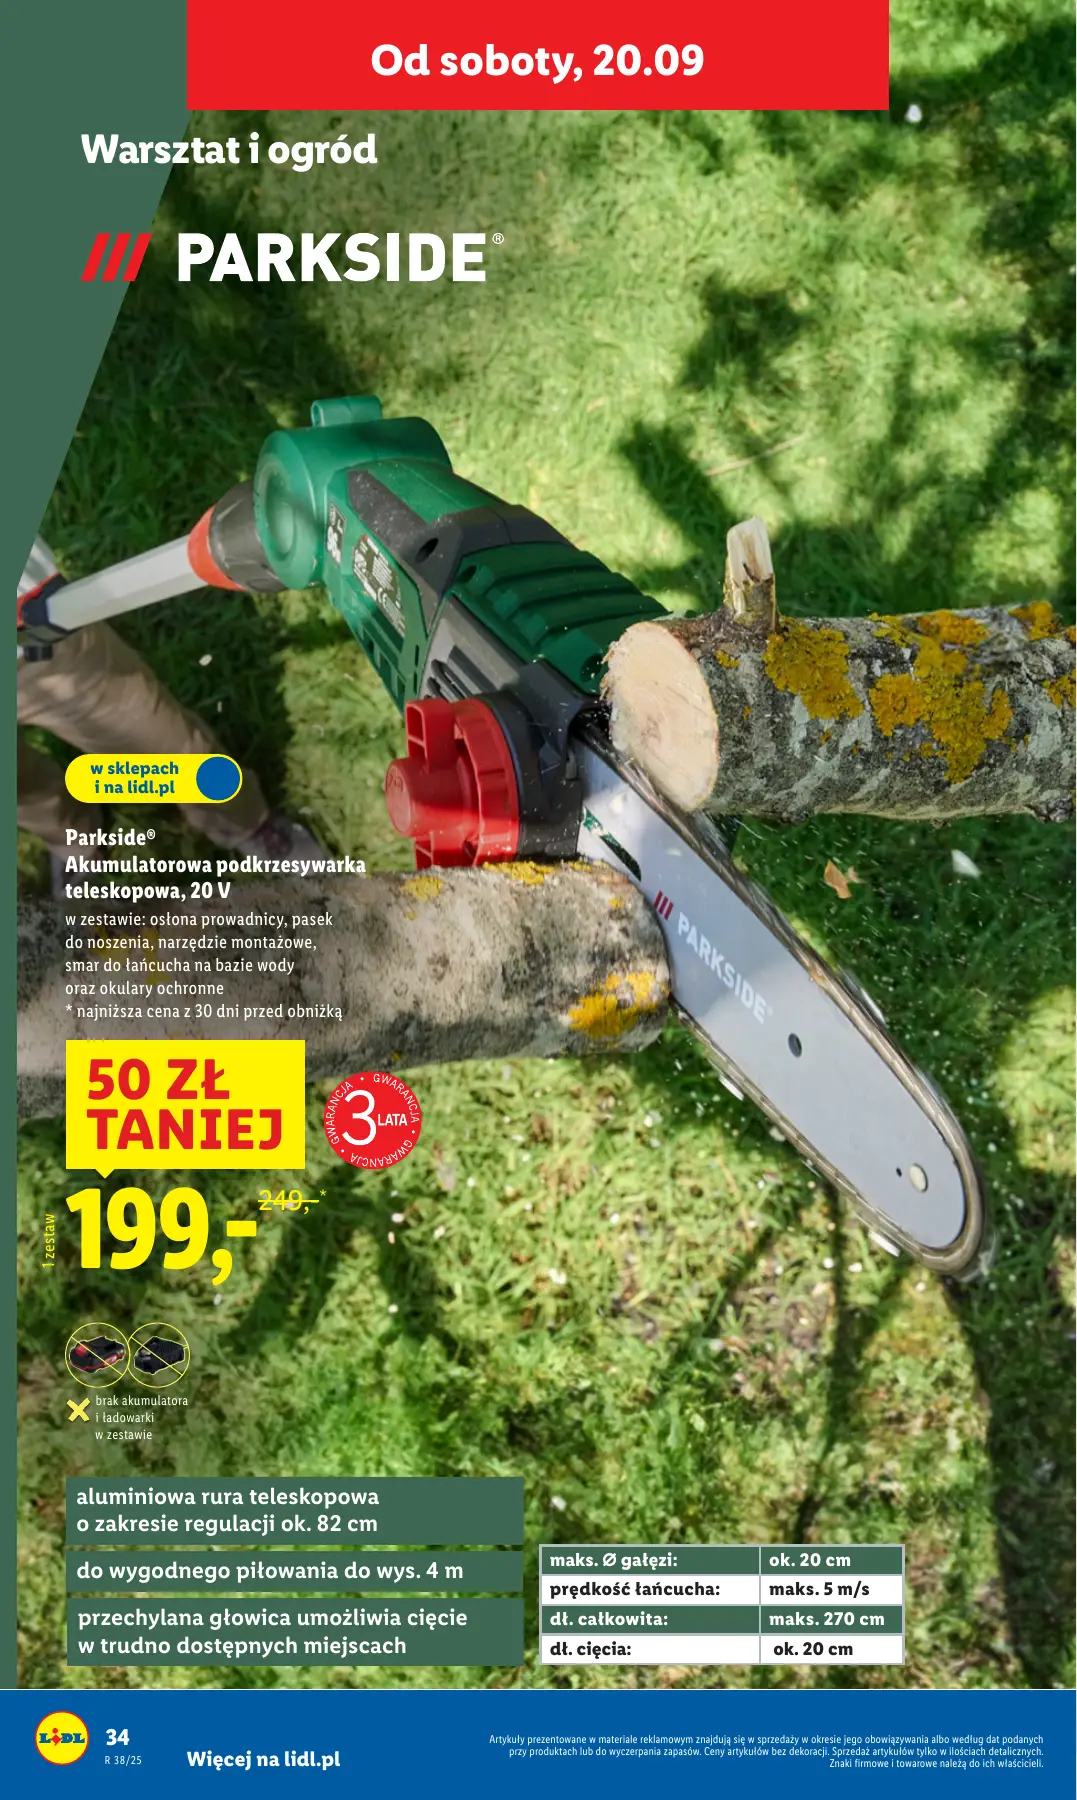 Od soboty, 20.09
Warsztat i ogród
PARKSIDE®
w sklepach
i na lidl.pl
Parkside®
Akumulatorowa podkrzesywarka
teleskopowa, 20 V
w zestawie: osłona prowadnicy, pasek
do noszenia, narzędzie montażowe,
smar do łańcucha na bazie wody
oraz okulary ochronne
* najniższa cena z 30 dni przed obniżką
PARKSIDE®
50 ZŁ
TANIEJ
GWARANCJA • GWARANCJA • GWARANCJA •
3 LATA
249,-*
199,-
1 zestaw
brak akumulatora
i ładowarki
w zestawie
aluminiowa rura teleskopowa
o zakresie regulacji ok. 82 cm
do wygodnego piłowania do wys. 4 m
przechylana głowica umożliwia cięcie
w trudno dostępnych miejscach
maks. Ø gałęzi: ok. 20 cm
prędkość łańcucha: maks. 5 m/s
dł. całkowita: maks. 270 cm
dł. cięcia: ok. 20 cm
LIDL
34
R 38/25
Więcej na lidl.pl
Artykuły prezentowane w materiale reklamowym znajdują się w sprzedaży w okresie jego obowiązywania albo według dat podanych
przy produktach lub do wyczerpania zapasów. Ceny artykułów bez dekoracji. Sprzedaż artykułów tylko w ilościach detalicznych.
Znaki firmowe i towarowe należą do ich właścicieli.